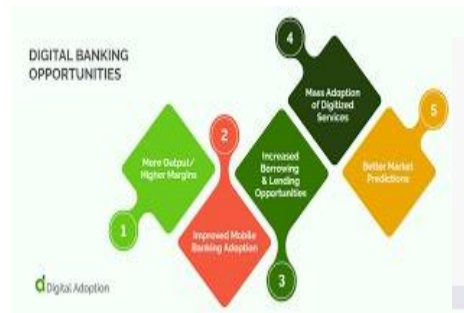 DIGITAL BANKING
OPPORTUNITIES
1
More Output/
Higher Margins
2
Improved Mobile
Banking Adoption
3
Increased
Borrowing
& Lending
Opportunities
4
Mass Adoption
of Digitized
Services
5
Better Market
Predictions
d Digital Adoption